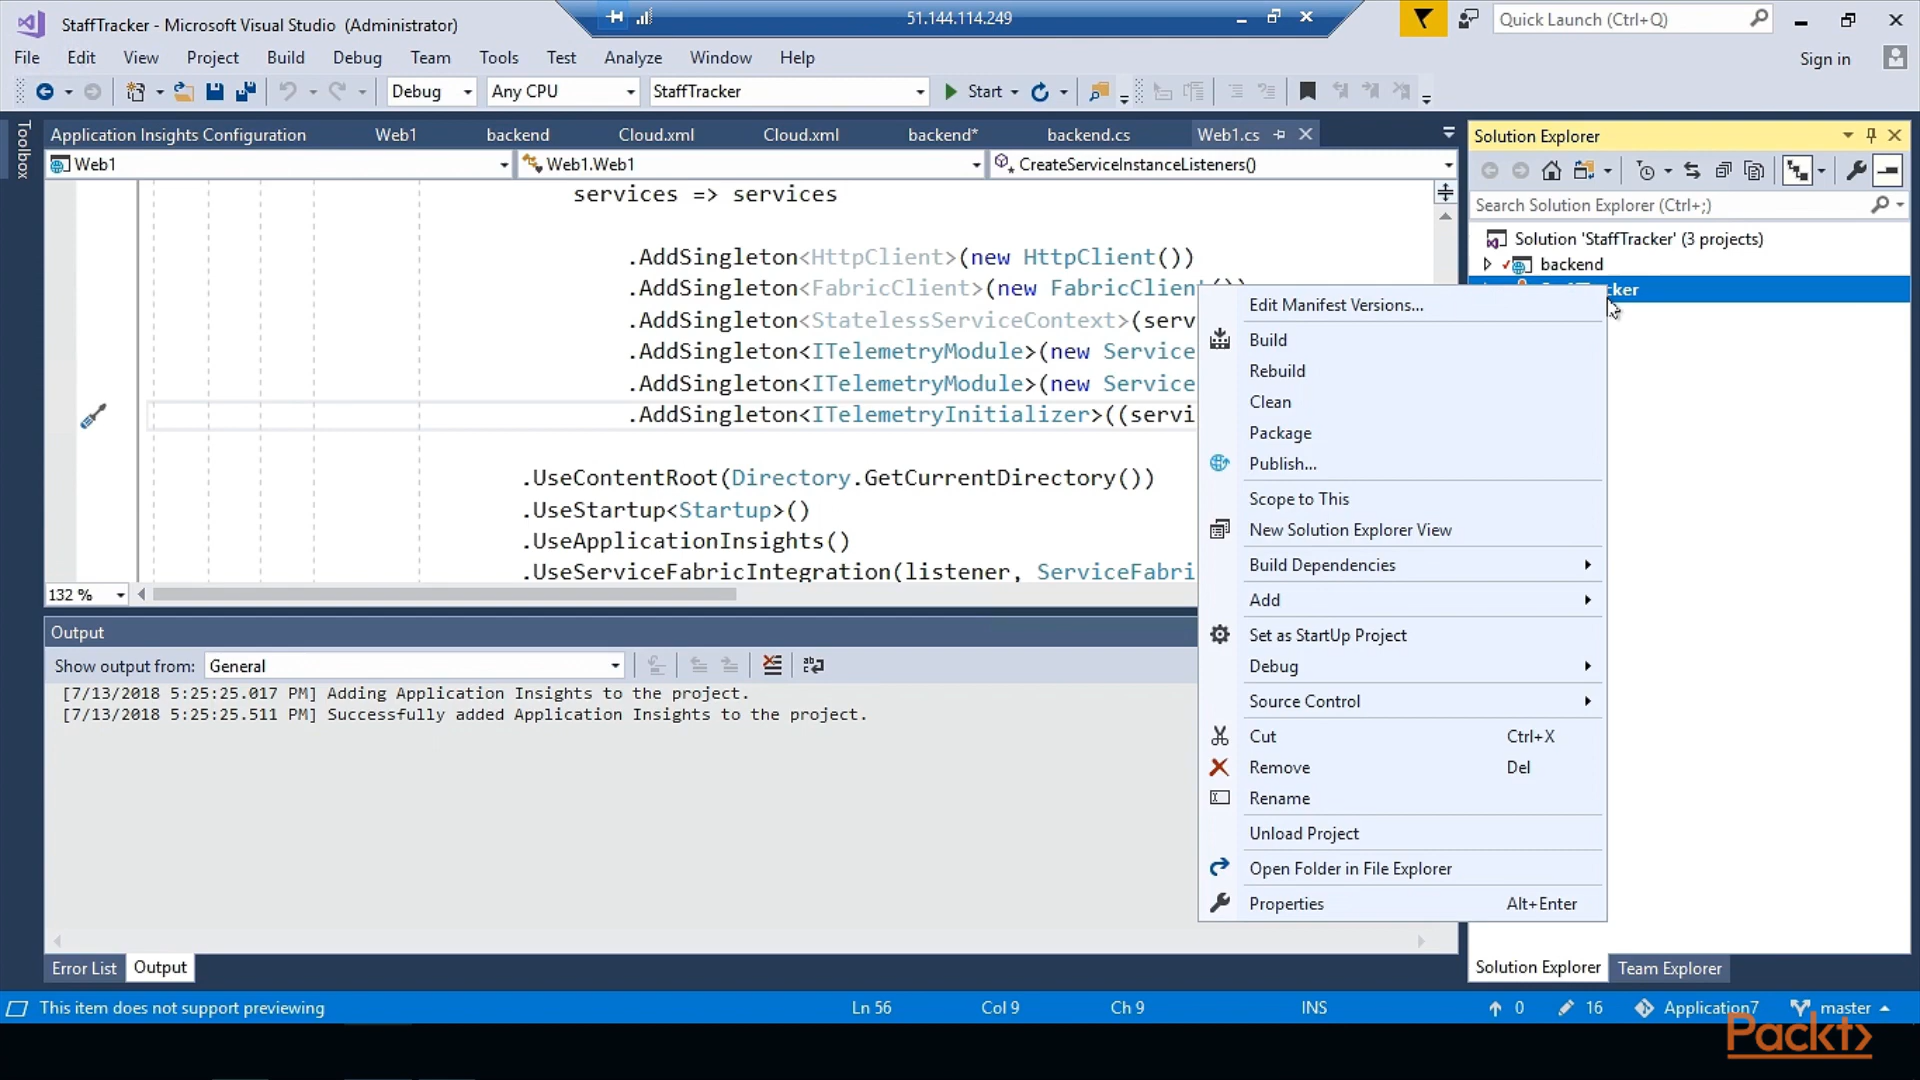 StaffTracker - Microsoft Visual Studio (Administrator)
51.144.114.249
Quick Launch (Ctrl+Q)
File Edit View Project Build Debug Team Tools Test Analyze Window Help
Sign in
Debug Any CPU StaffTracker Start
Toolbox
Application Insights Configuration Web1 backend Cloud.xml Cloud.xml backend* backend.cs Web1.cs
Web1 Web1.Web1 CreateServiceInstanceListeners()
services => services
.AddSingleton<HttpClient>(new HttpClient())
.AddSingleton<FabricClient>(new FabricClient())
.AddSingleton<StatelessServiceContext>(serv
.AddSingleton<ITelemetryModule>(new Service
.AddSingleton<ITelemetryModule>(new Service
.AddSingleton<ITelemetryInitializer>((servi
.UseContentRoot(Directory.GetCurrentDirectory())
.UseStartup<Startup>()
.UseApplicationInsights()
.UseServiceFabricIntegration(listener, ServiceFabri
132 %
Output
Show output from: General
[7/13/2018 5:25:25.017 PM] Adding Application Insights to the project.
[7/13/2018 5:25:25.511 PM] Successfully added Application Insights to the project.
Error List Output
Edit Manifest Versions...
Build
Rebuild
Clean
Package
Publish...
Scope to This
New Solution Explorer View
Build Dependencies
Add
Set as StartUp Project
Debug
Source Control
Cut Ctrl+X
Remove Del
Rename
Unload Project
Open Folder in File Explorer
Properties Alt+Enter
Solution Explorer
Search Solution Explorer (Ctrl+;)
Solution 'StaffTracker' (3 projects)
backend
cker
Solution Explorer Team Explorer
This item does not support previewing
Ln 56 Col 9 Ch 9 INS 0 16 Application7 master
Packt>